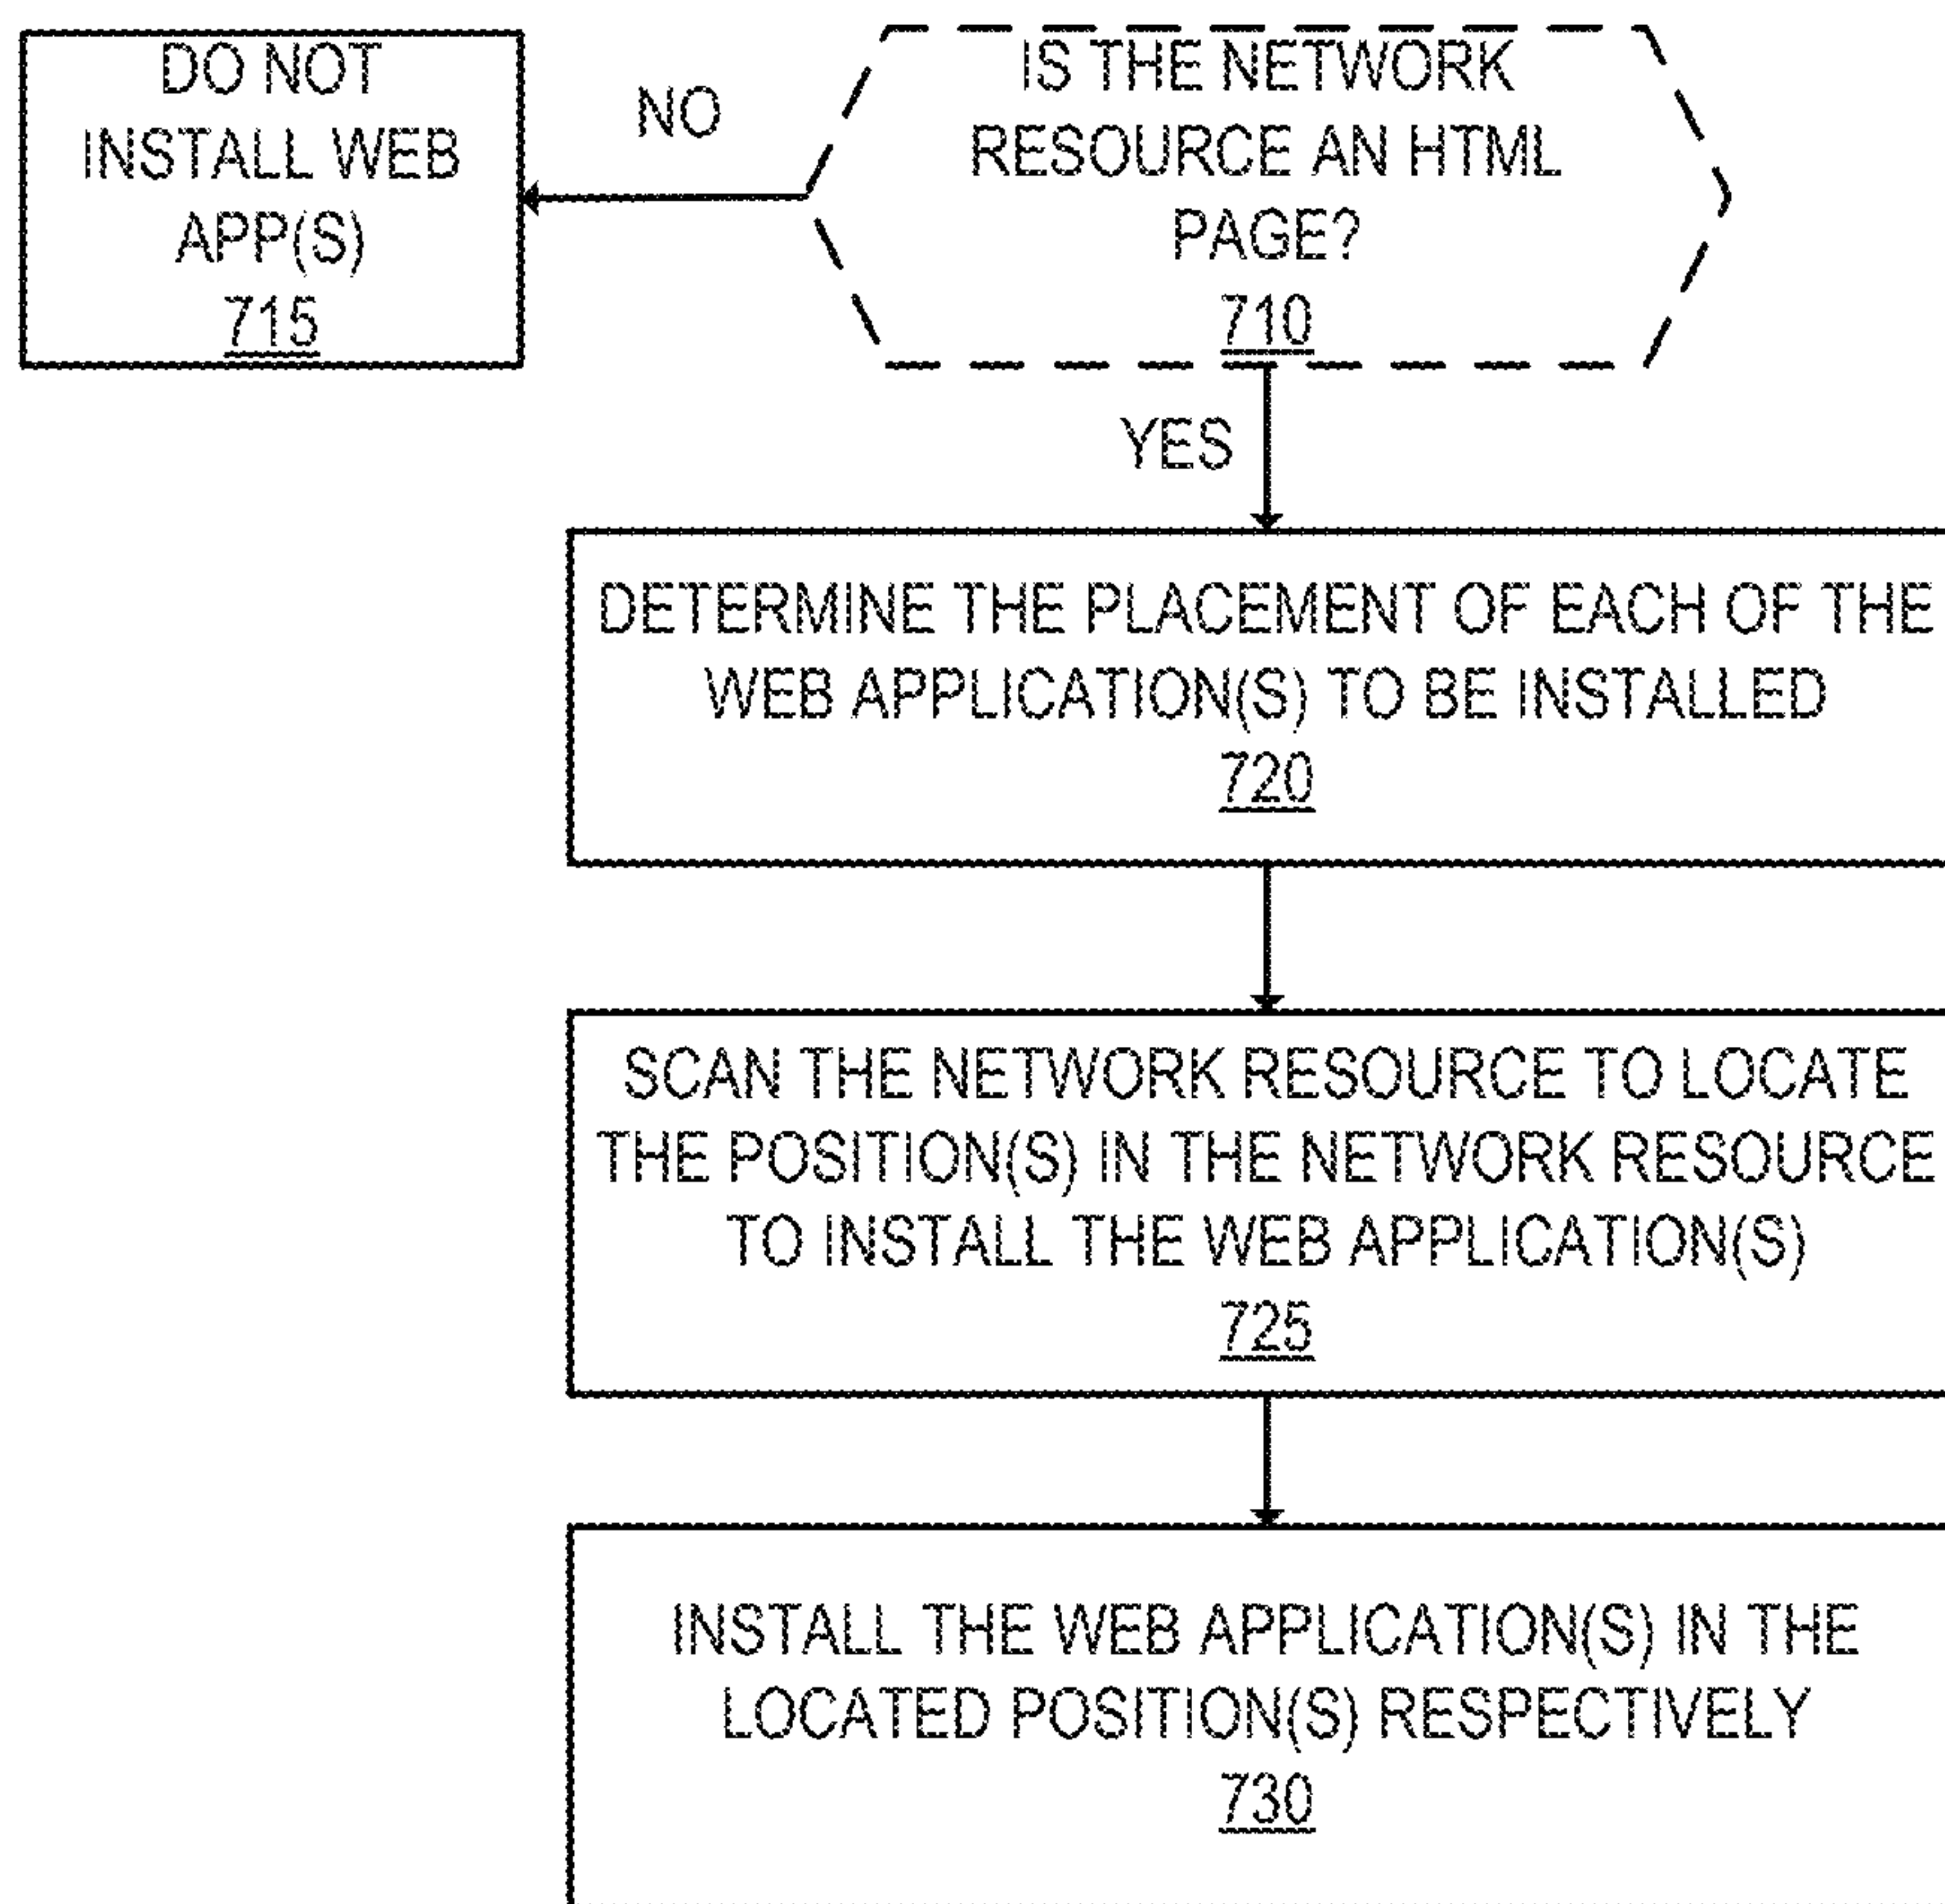 DO NOT
INSTALL WEB
APP(S)
715
NO
IS THE NETWORK
RESOURCE AN HTML
PAGE?
710
YES
DETERMINE THE PLACEMENT OF EACH OF THE
WEB APPLICATION(S) TO BE INSTALLED
720
SCAN THE NETWORK RESOURCE TO LOCATE
THE POSITION(S) IN THE NETWORK RESOURCE
TO INSTALL THE WEB APPLICATION(S)
725
INSTALL THE WEB APPLICATION(S) IN THE
LOCATED POSITION(S) RESPECTIVELY
730